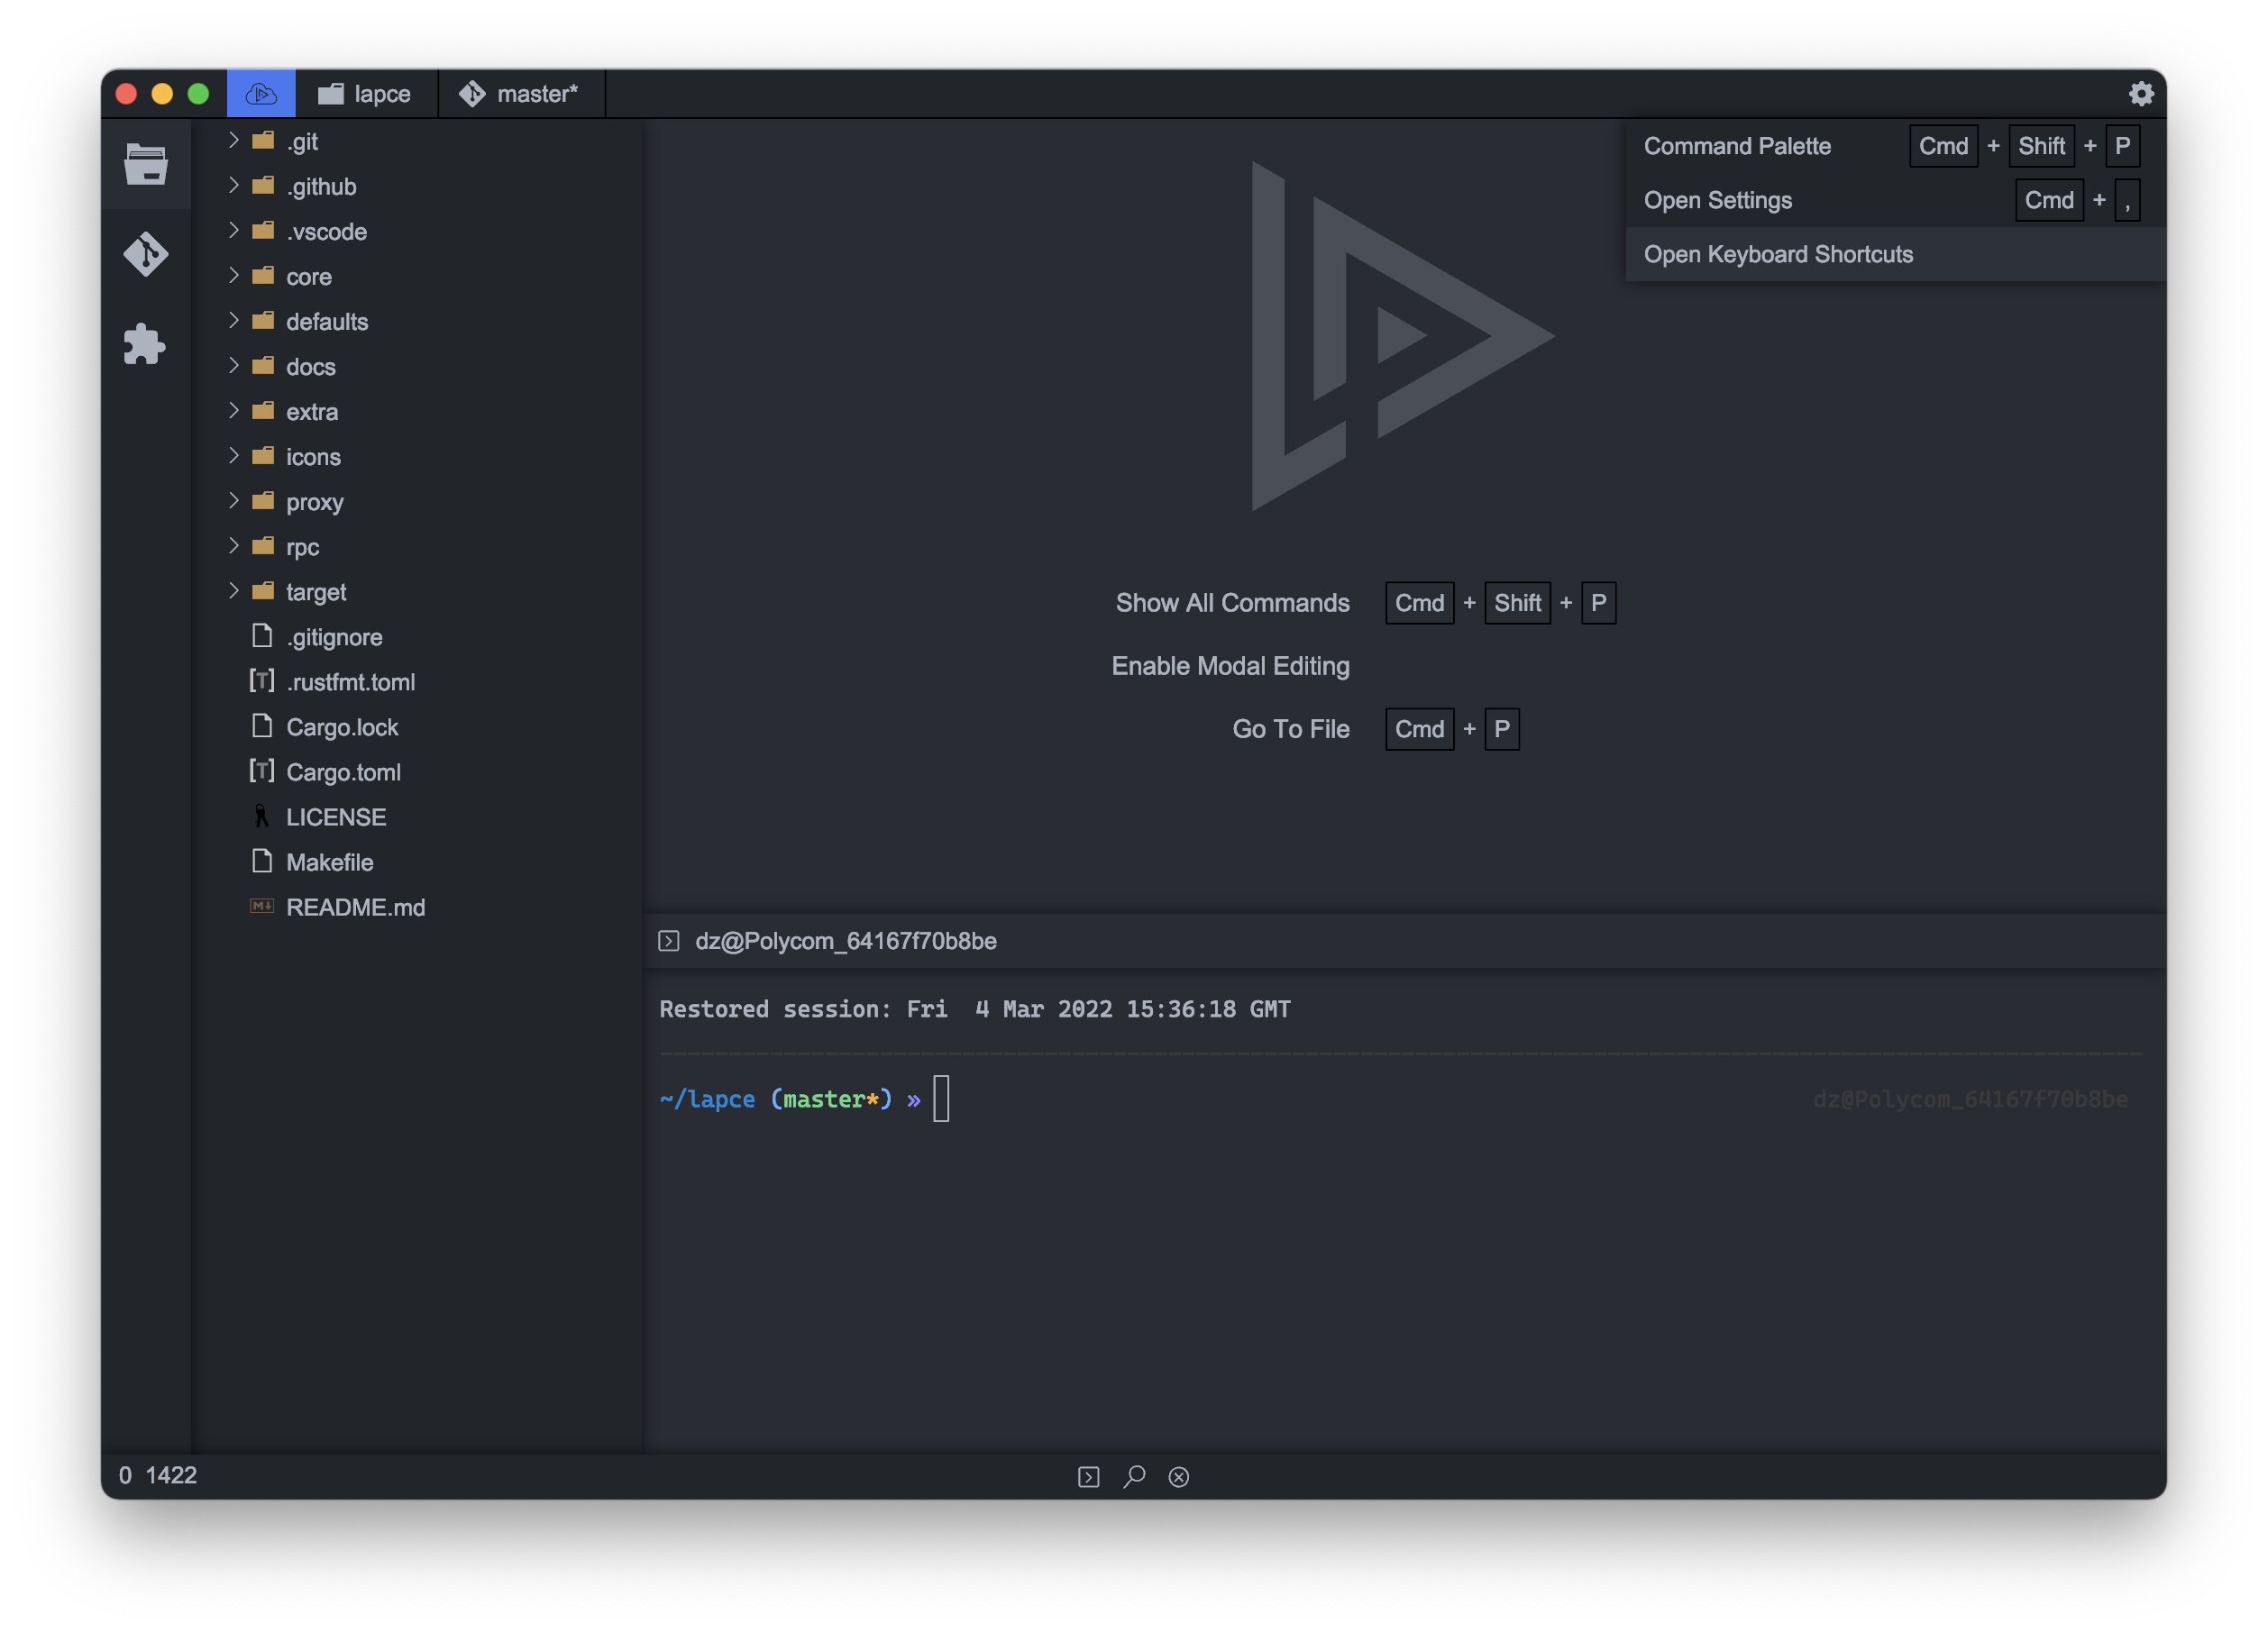 lapce master*
Command Palette Cmd + Shift + P
Open Settings Cmd + ,
Open Keyboard Shortcuts
.git
.github
.vscode
core
defaults
docs
extra
icons
proxy
rpc
target
.gitignore
[T] .rustfmt.toml
Cargo.lock
[T] Cargo.toml
LICENSE
Makefile
M↓ README.md
Show All Commands Cmd + Shift + P
Enable Modal Editing
Go To File Cmd + P
dz@Polycom_64167f70b8be
Restored session: Fri  4 Mar 2022 15:36:18 GMT
~/lapce (master*) » dz@Polycom_64167f70b8be
0 1422